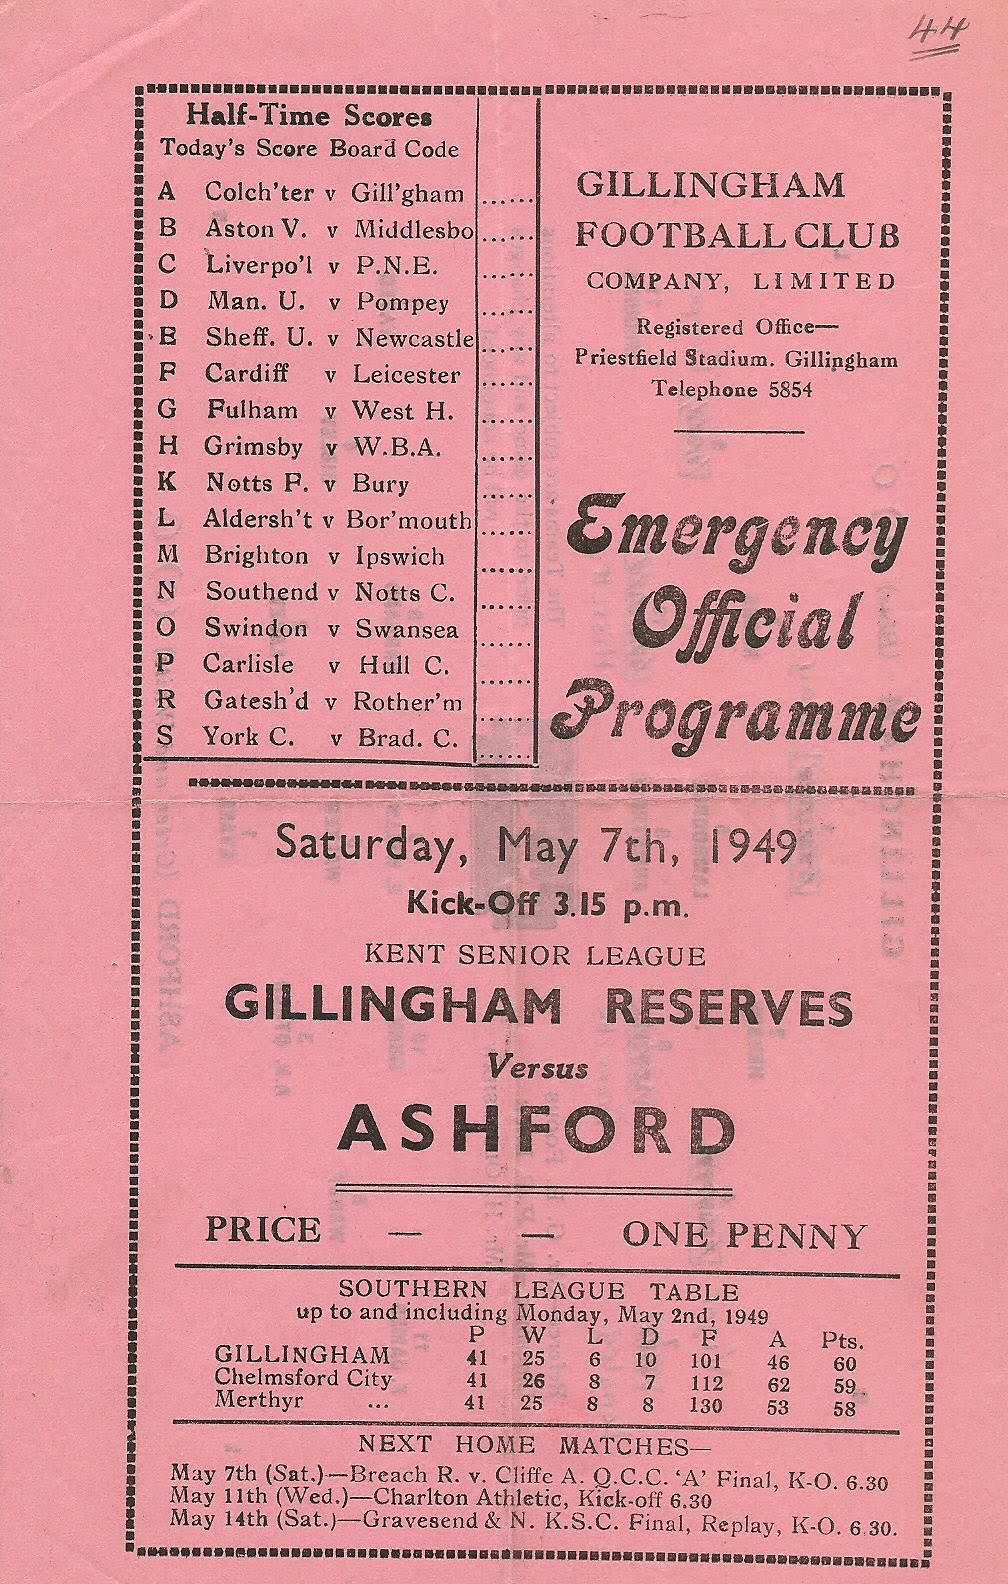 44
Half-Time Scores
Today's Score Board Code
A Colch'ter v Gill'gham ......
B Aston V. v Middlesbo ......
C Liverpo'l v P.N.E. ......
D Man. U. v Pompey ......
E Sheff. U. v Newcastle ......
F Cardiff v Leicester ......
G Fulham v West H. ......
H Grimsby v W.B.A. ......
K Notts F. v Bury ......
L Aldersh't v Bor'mouth ......
M Brighton v Ipswich ......
N Southend v Notts C. ......
O Swindon v Swansea ......
P Carlisle v Hull C. ......
R Gatesh'd v Rother'm ......
S York C. v Brad. C. ......
GILLINGHAM
FOOTBALL CLUB
COMPANY, LIMITED
Registered Office—
Priestfield Stadium. Gillingham
Telephone 5854
Emergency
Official
Programme
Saturday, May 7th, 1949
Kick-Off 3.15 p.m.
KENT SENIOR LEAGUE
GILLINGHAM RESERVES
Versus
ASHFORD
PRICE — — ONE PENNY
SOUTHERN LEAGUE TABLE
up to and including Monday, May 2nd, 1949
P W L D F A Pts.
GILLINGHAM 41 25 6 10 101 46 60
Chelmsford City 41 26 8 7 112 62 59
Merthyr ... 41 25 8 8 130 53 58
NEXT HOME MATCHES—
May 7th (Sat.)—Breach R. v. Cliffe A. Q.C.C. 'A' Final, K-O. 6.30
May 11th (Wed.)—Charlton Athletic, Kick-off 6.30
May 14th (Sat.)—Gravesend & N. K.S.C. Final, Replay, K-O. 6.30.